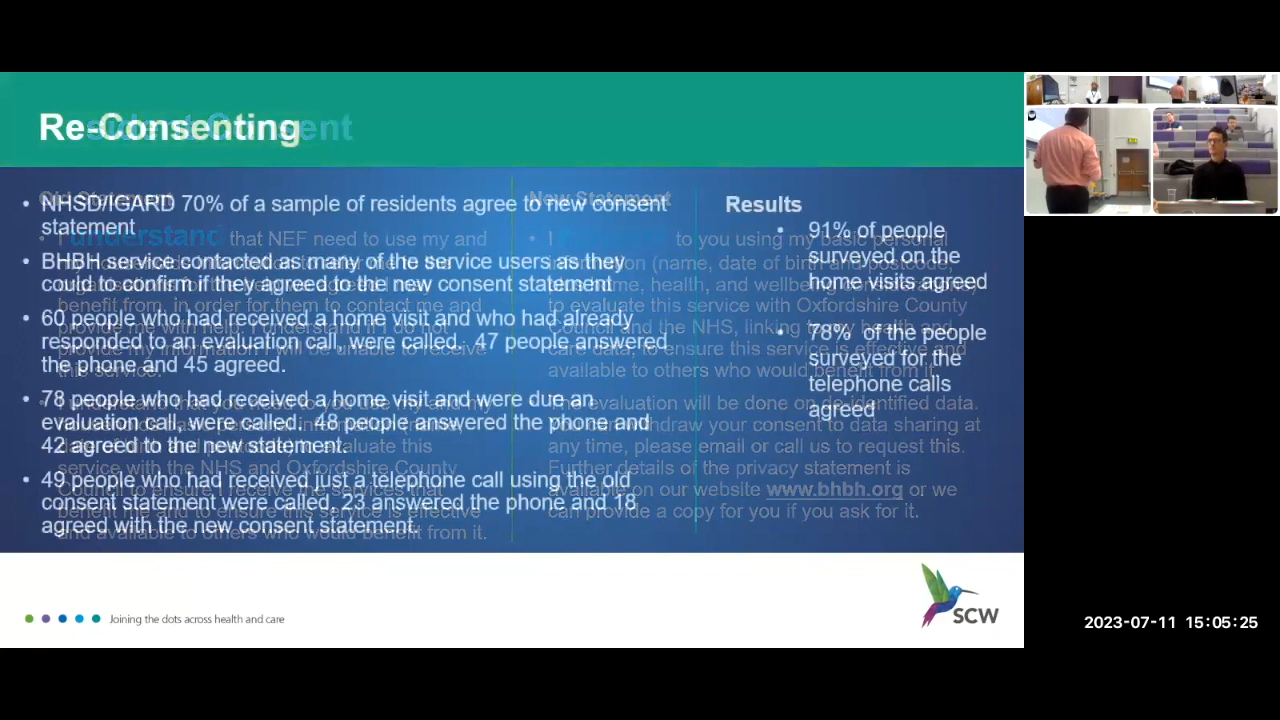 Re-Consenting
NHSD/IGARD 70% of a sample of residents agree to new consent
statement
BHBH service contacted as many of the service users as they
could to confirm if they agreed to the new consent statement
60 people who had received a home visit and who had already
responded to an evaluation call, were called. 47 people answered
the phone and 45 agreed.
78 people who had received a home visit and were due an
evaluation call, were called. 48 people answered the phone and
42 agreed to the new statement.
49 people who had received just a telephone call using the old
consent statement were called, 23 answered the phone and 18
agreed with the new consent statement.
Results
91% of people
surveyed on the
home visits agreed
78% of the people
surveyed for the
telephone calls
agreed
Old Statement
I understand that NEF need to use my and
benefit from, in order for them to contact me and
provide me with help. I understand if I do not
provide my information I will be unable to receive
this service.
service with the NHS and Oxfordshire County
Council to ensure I receive the services that
benefit me and to ensure this service is effective
and available to others who would benefit from it.
New Statement
I to you using my basic personal
information (name, date of birth and postcode,
home, health, and wellbeing
to evaluate this service with Oxfordshire County
Council and the NHS, linking
care data, to ensure this service is effective and
available to others who would benefit from it.
The evaluation will be done on de-identified data.
You can withdraw your consent to data sharing at
any time, please email or call us to request this.
Further details of the privacy statement is
available on our website www.bhbh.org or we
can provide a copy for you if you ask for it.
Joining the dots across health and care
SCW
2023-07-11 15:05:25